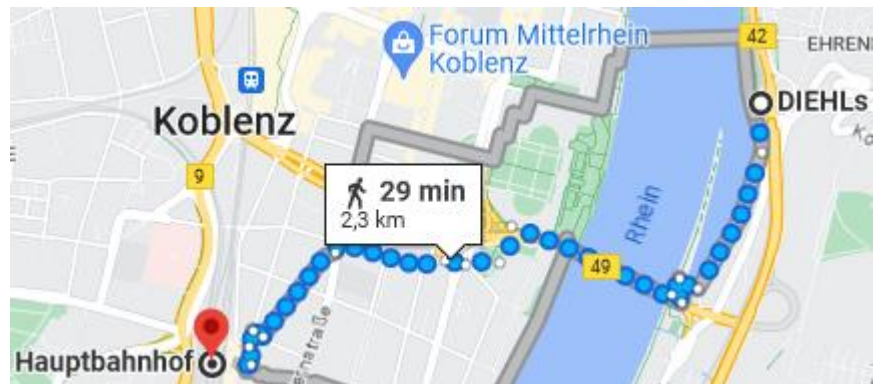 Forum Mittelrhein
Koblenz
42
EHRENB
DIEHLs
Koblenz
9
29 min
2,3 km
Rhein
49
Hauptbahnhof